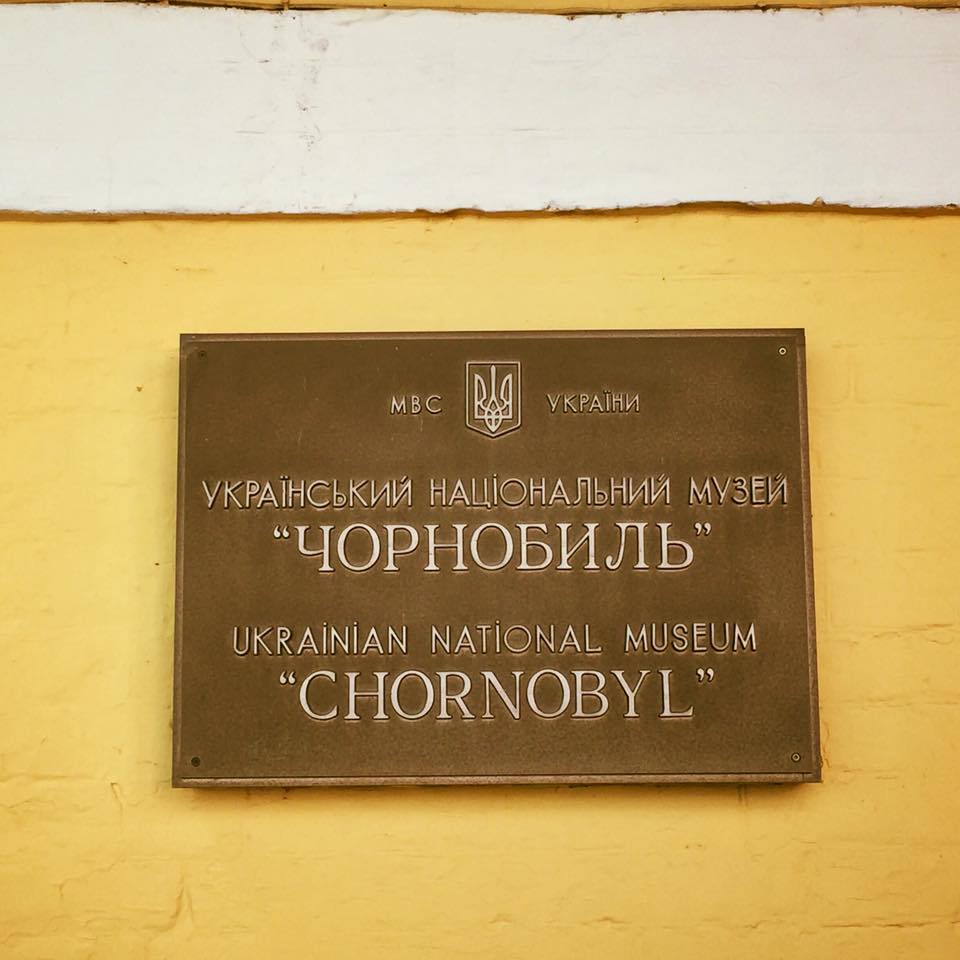 МВС УКРАЇНИ
УКРАЇНСЬКИЙ НАЦІОНАЛЬНИЙ МУЗЕЙ
“ЧОРНОБИЛЬ”
UKRAINIAN NATIONAL MUSEUM
“CHORNOBYL”